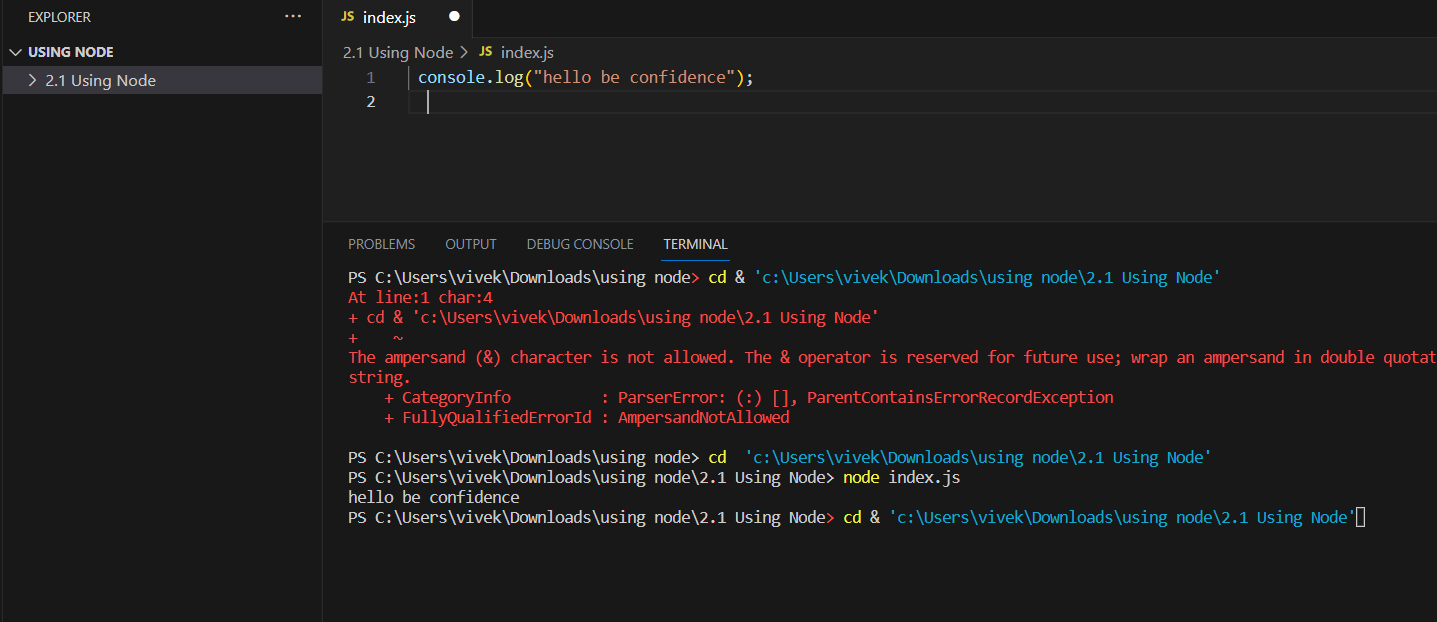 EXPLORER ···
USING NODE
2.1 Using Node
JS index.js
2.1 Using Node > JS index.js
1 console.log("hello be confidence");
2
PROBLEMS OUTPUT DEBUG CONSOLE TERMINAL
PS C:\Users\vivek\Downloads\using node> cd & 'c:\Users\vivek\Downloads\using node\2.1 Using Node'
At line:1 char:4
+ cd & 'c:\Users\vivek\Downloads\using node\2.1 Using Node'
+    ~
The ampersand (&) character is not allowed. The & operator is reserved for future use; wrap an ampersand in double quotat
string.
    + CategoryInfo          : ParserError: (:) [], ParentContainsErrorRecordException
    + FullyQualifiedErrorId : AmpersandNotAllowed
PS C:\Users\vivek\Downloads\using node> cd  'c:\Users\vivek\Downloads\using node\2.1 Using Node'
PS C:\Users\vivek\Downloads\using node\2.1 Using Node> node index.js
hello be confidence
PS C:\Users\vivek\Downloads\using node\2.1 Using Node> cd & 'c:\Users\vivek\Downloads\using node\2.1 Using Node'